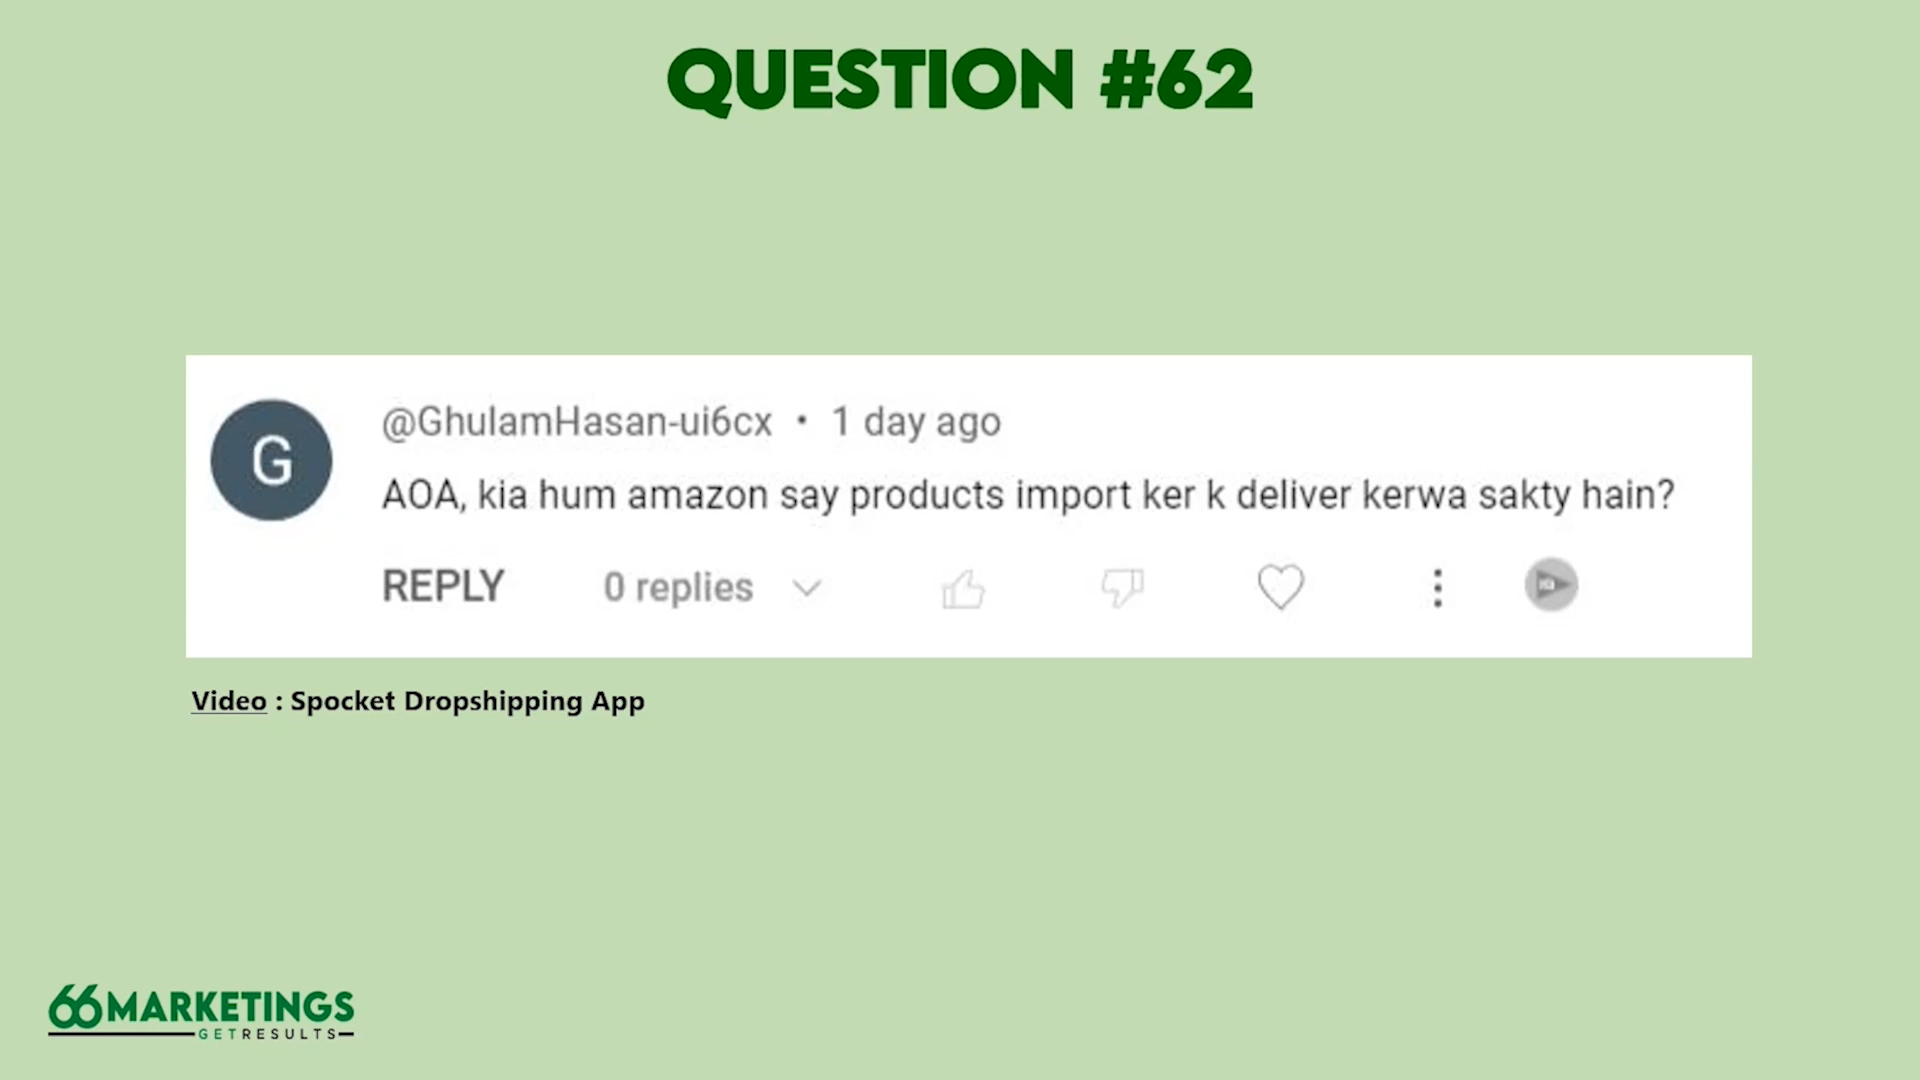 QUESTION #62
G
@GhulamHasan-ui6cx • 1 day ago
AOA, kia hum amazon say products import ker k deliver kerwa sakty hain?
REPLY 0 replies
Video : Spocket Dropshipping App
66MARKETINGS
GETRESULTS